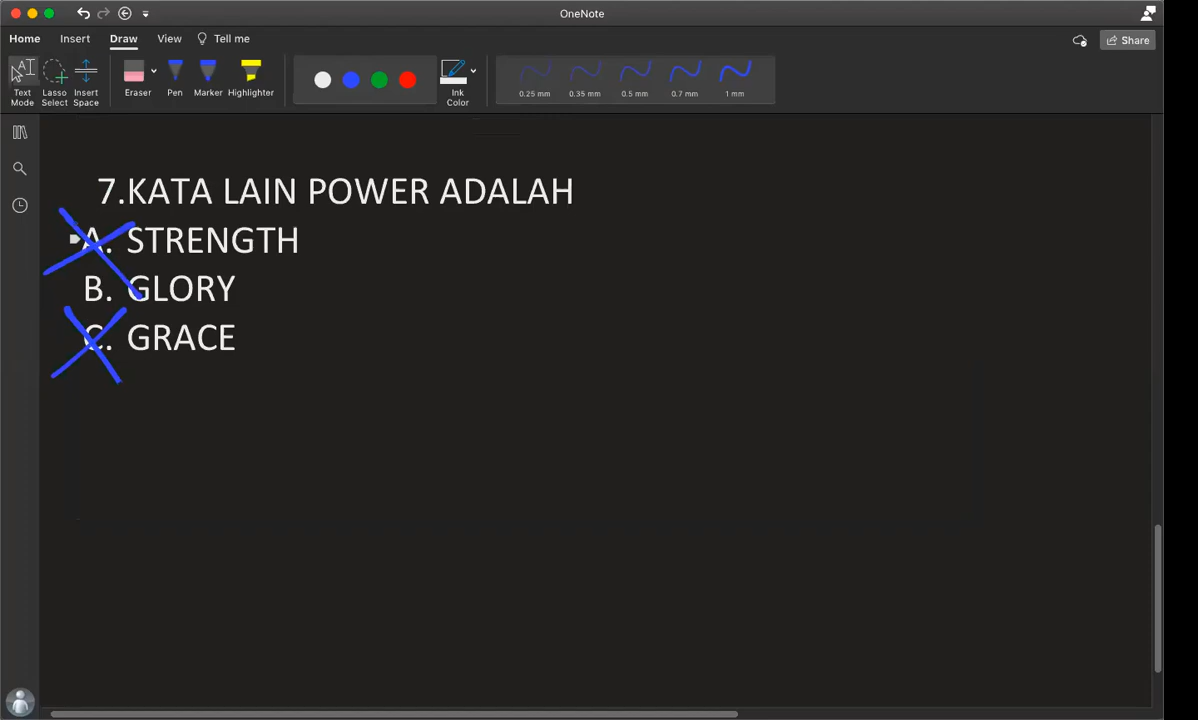 OneNote
Home Insert Draw View Tell me
Share
Text Mode
Lasso Select
Insert Space
Eraser
Pen
Marker
Highlighter
Ink Color
0.25 mm 0.35 mm 0.5 mm 0.7 mm 1 mm
7.KATA LAIN POWER ADALAH
A. STRENGTH
B. GLORY
C. GRACE